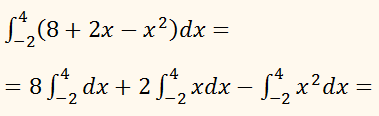 ∫₋₂⁴(8 + 2x − x²)dx =
= 8 ∫₋₂⁴ dx + 2 ∫₋₂⁴ xdx − ∫₋₂⁴ x²dx =